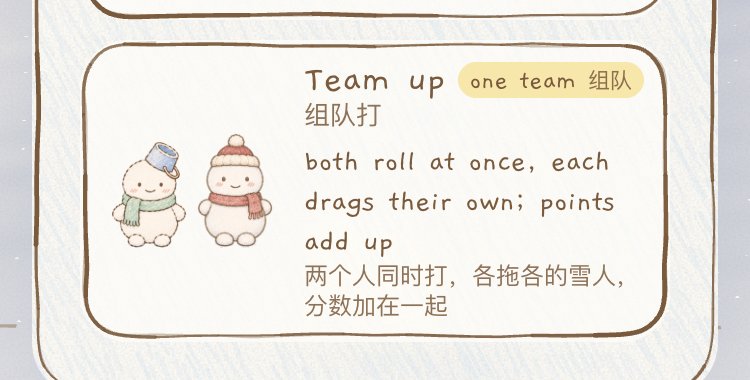 Team up one team 组队
组队打
both roll at once, each
drags their own; points
add up
两个人同时打，各拖各的雪人，
分数加在一起